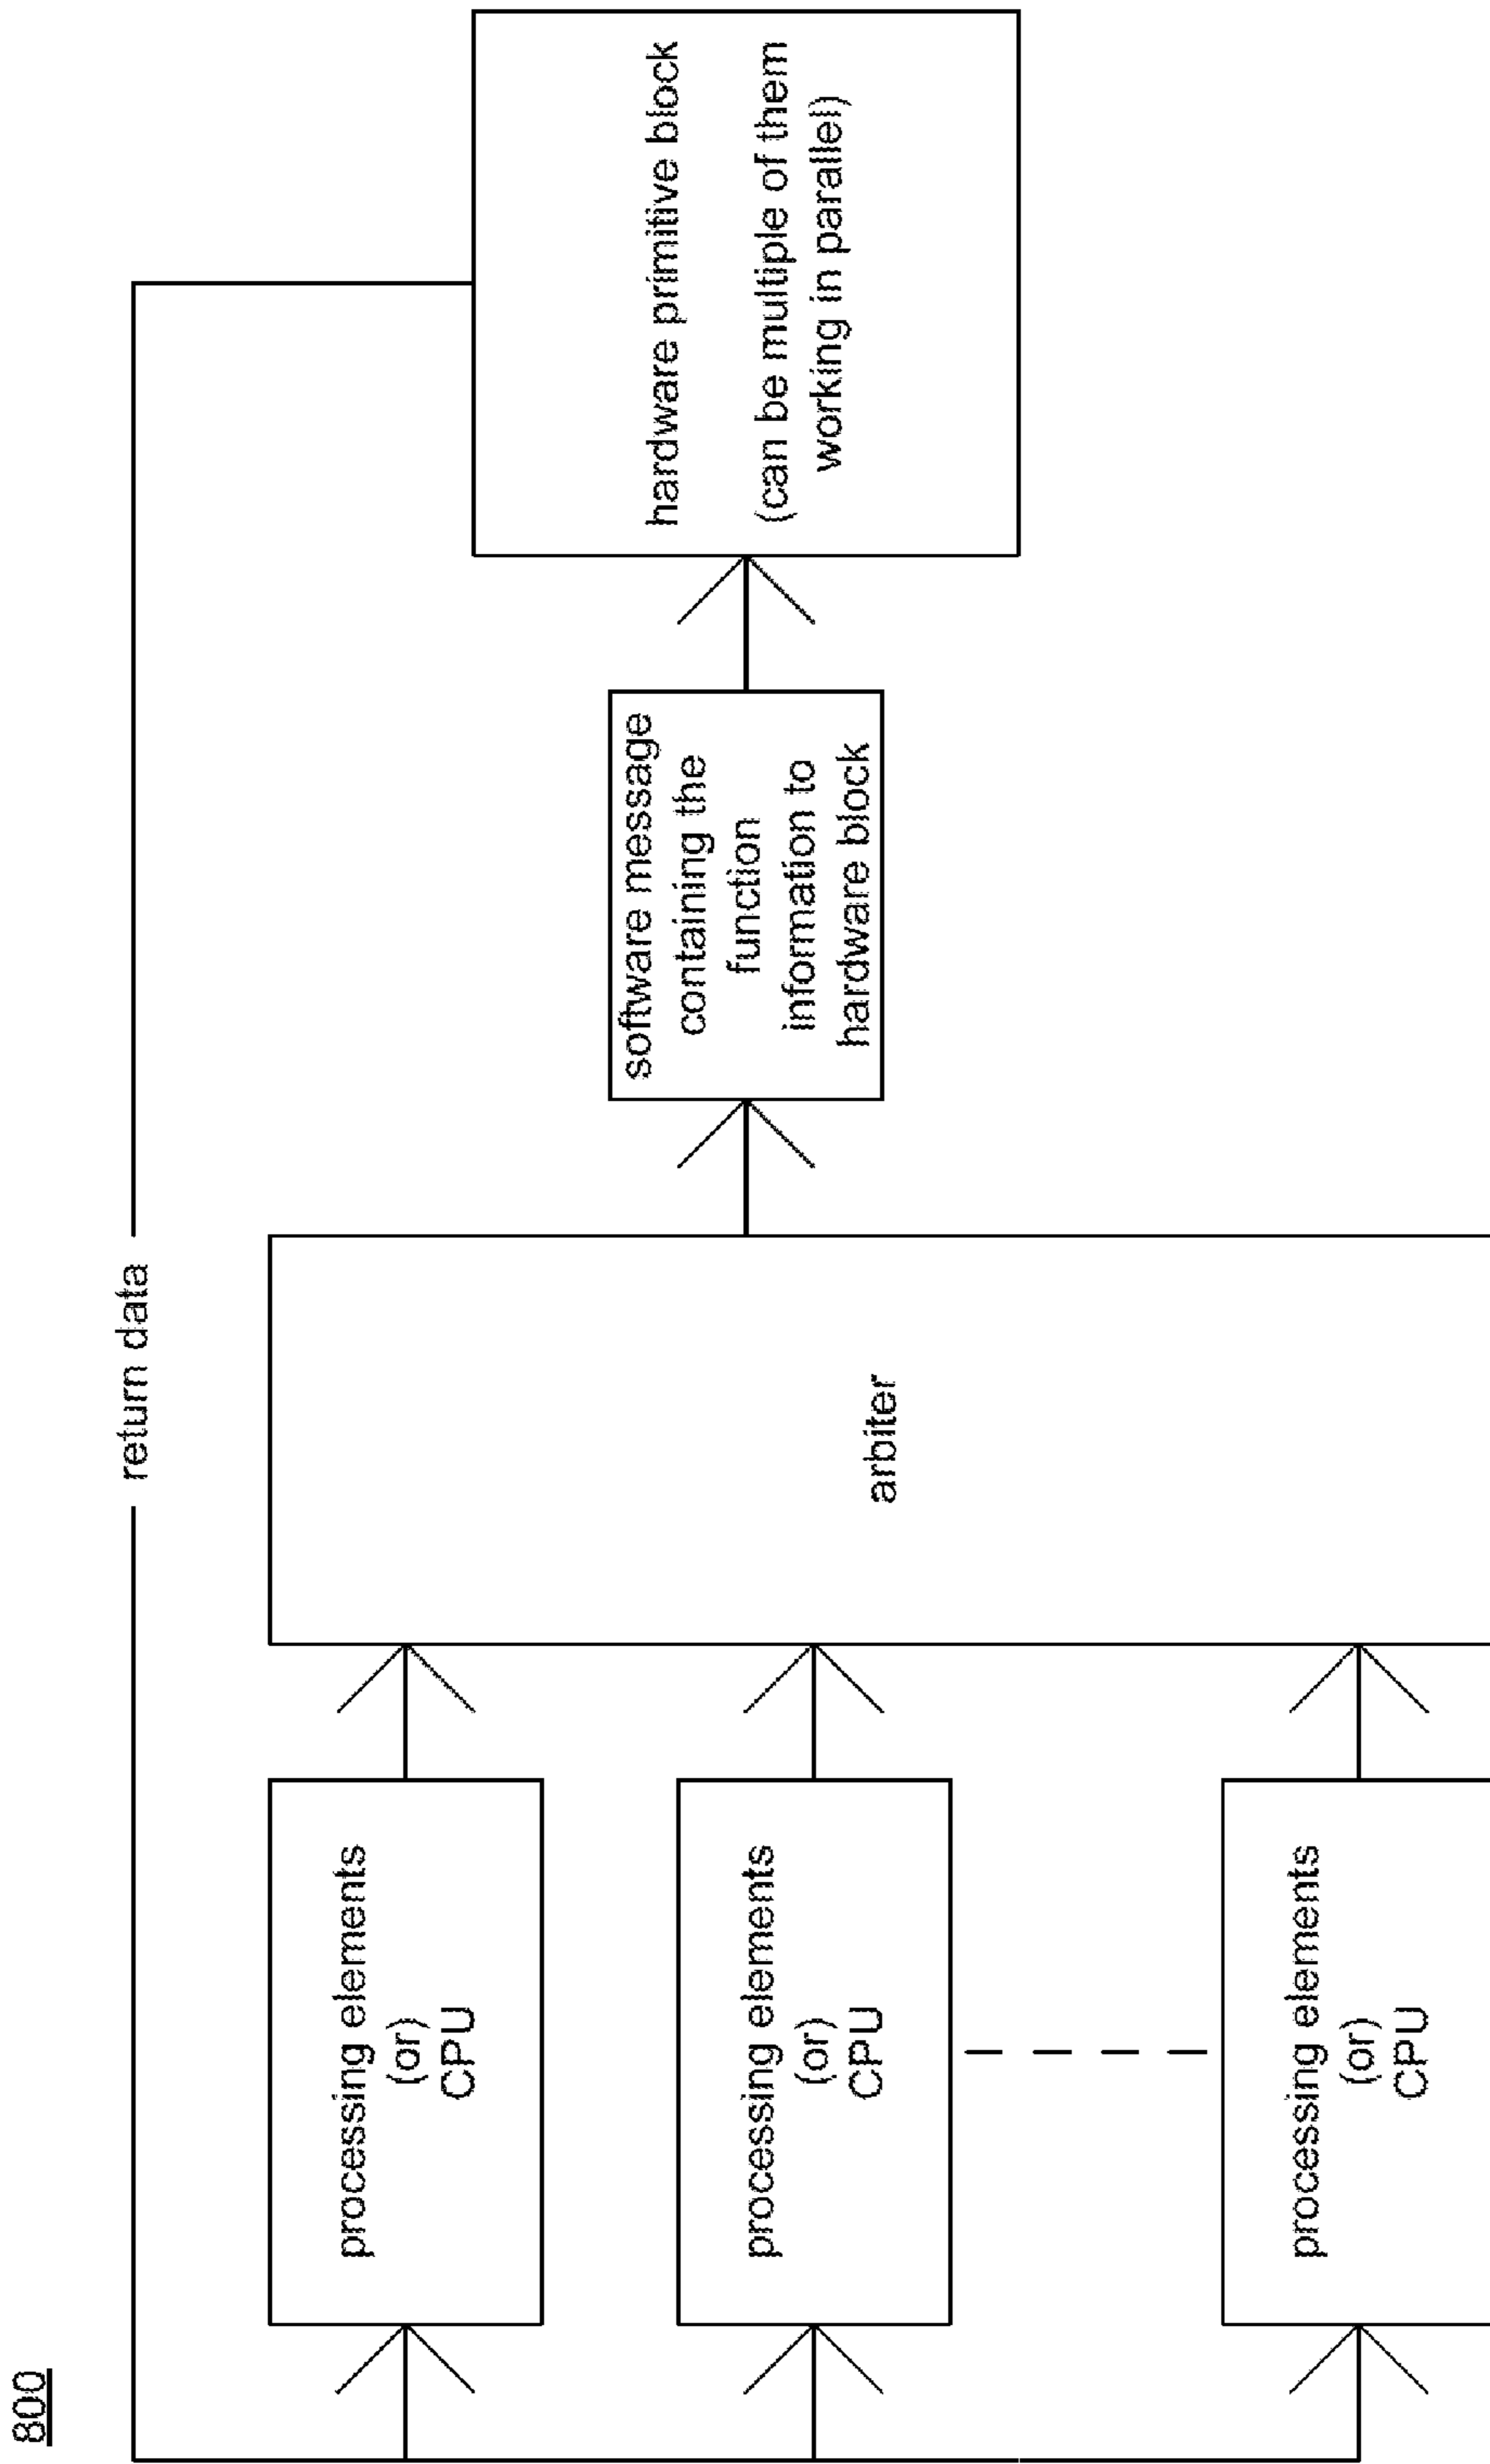 800
return data
processing elements
(or)
CPU
processing elements
(or)
CPU
processing elements
(or)
CPU
arbiter
software message
containing the
function
information to
hardware block
hardware primitive block
(can be multiple of them
working in parallel)